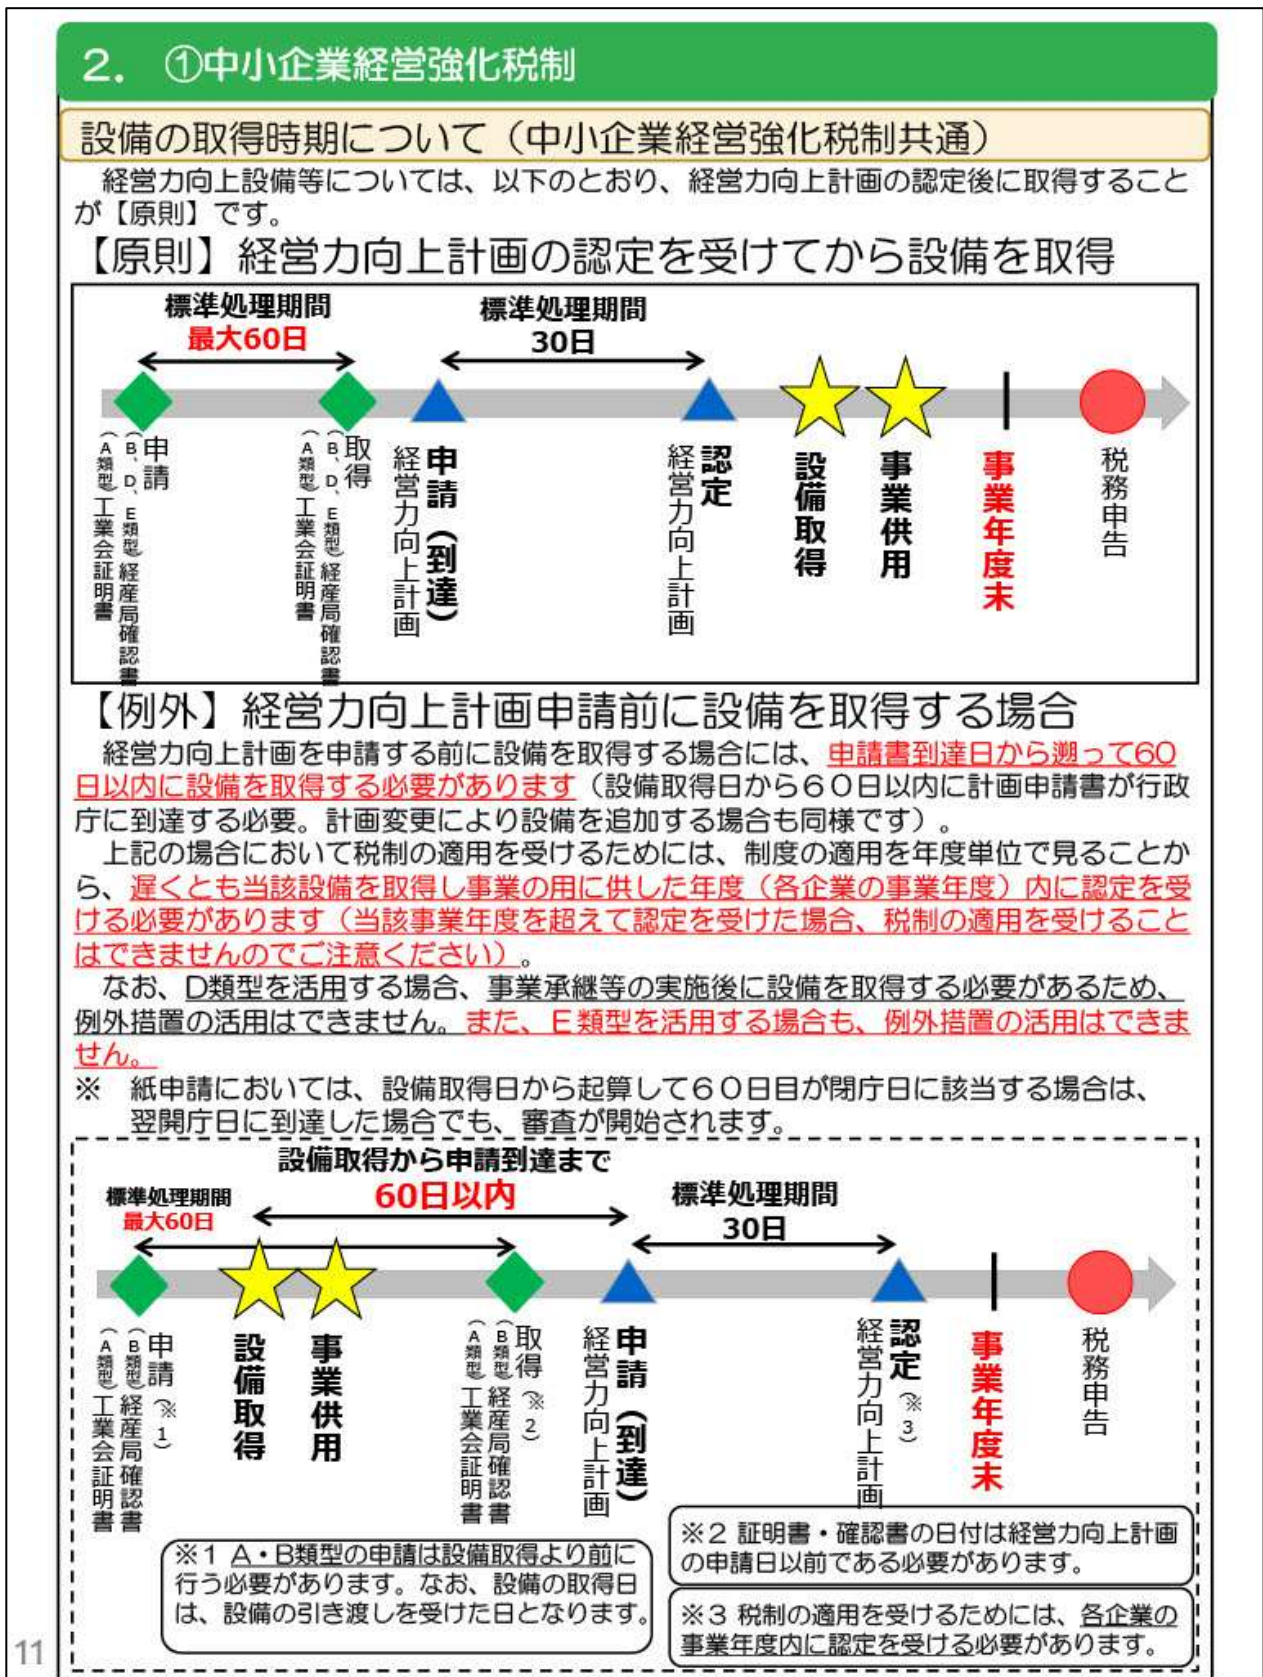 2. ①中小企業経営強化税制
設備の取得時期について（中小企業経営強化税制共通）
経営力向上設備等については、以下のとおり、経営力向上計画の認定後に取得すること
が【原則】です。
【原則】経営力向上計画の認定を受けてから設備を取得
標準処理期間
最大60日
標準処理期間
30日
申請
（B、D、E類型）経産局確認書
（A類型）工業会証明書
取得
（B、D、E類型）経産局確認書
（A類型）工業会証明書
申請（到達）
経営力向上計画
認定
経営力向上計画
設備取得
事業供用
事業年度末
税務申告
【例外】経営力向上計画申請前に設備を取得する場合
経営力向上計画を申請する前に設備を取得する場合には、申請書到達日から遡って60
日以内に設備を取得する必要があります（設備取得日から６０日以内に計画申請書が行政
庁に到達する必要。計画変更により設備を追加する場合も同様です）。
上記の場合において税制の適用を受けるためには、制度の適用を年度単位で見ることか
ら、遅くとも当該設備を取得し事業の用に供した年度（各企業の事業年度）内に認定を受
ける必要があります（当該事業年度を超えて認定を受けた場合、税制の適用を受けること
はできませんのでご注意ください）。
なお、D類型を活用する場合、事業承継等の実施後に設備を取得する必要があるため、
例外措置の活用はできません。また、E類型を活用する場合も、例外措置の活用はできま
せん。
※ 紙申請においては、設備取得日から起算して６０日目が閉庁日に該当する場合は、
翌開庁日に到達した場合でも、審査が開始されます。
設備取得から申請到達まで
60日以内
標準処理期間
最大60日
標準処理期間
30日
申請（※1）
（B類型）経産局確認書
（A類型）工業会証明書
設備取得
事業供用
取得（※2）
（B類型）経産局確認書
（A類型）工業会証明書
申請（到達）
経営力向上計画
認定（※3）
経営力向上計画
事業年度末
税務申告
※1 A・B類型の申請は設備取得より前に
行う必要があります。なお、設備の取得日
は、設備の引き渡しを受けた日となります。
※2 証明書・確認書の日付は経営力向上計画
の申請日以前である必要があります。
※3 税制の適用を受けるためには、各企業の
事業年度内に認定を受ける必要があります。
11